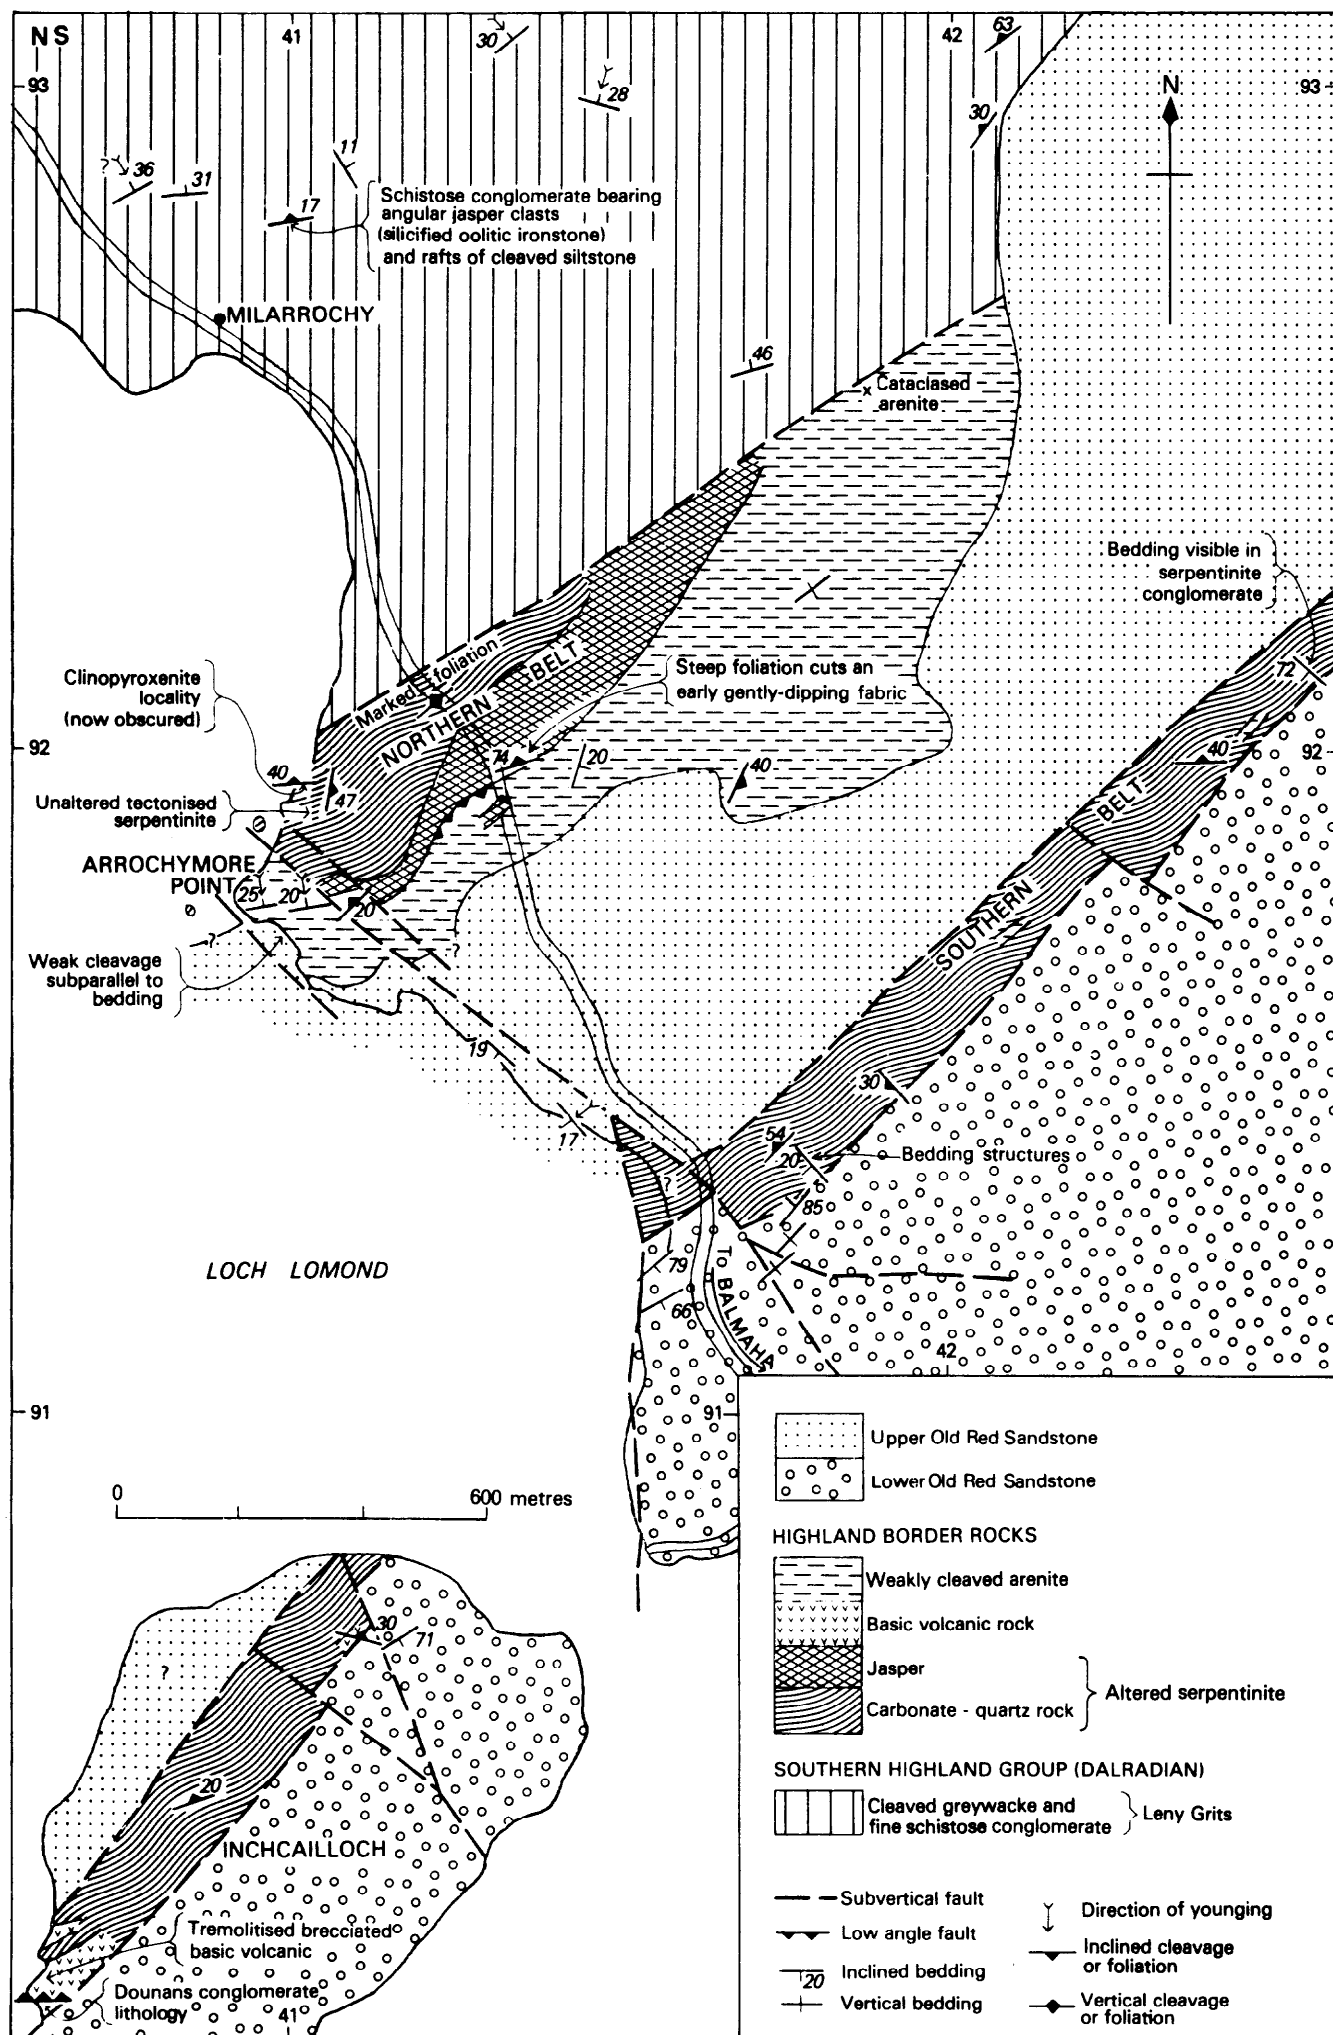 NS
41
42
93
93
N
30
28
63
30
? 36
31
11
17
Schistose conglomerate bearing
angular jasper clasts
(silicified oolitic ironstone)
and rafts of cleaved siltstone
MILARROCHY
46
Cataclased
arenite
Bedding visible in
serpentinite
conglomerate
72
Marked foliation
NORTHERN BELT
Steep foliation cuts an
early gently-dipping fabric
Clinopyroxenite
locality
(now obscured)
92
92
74
20
40
40
40
47
Unaltered tectonised
serpentinite
ARROCHYMORE
POINT
25
20
20
?
?
Weak cleavage
subparallel to
bedding
SOUTHERN BELT
19
17
30
54
20
Bedding structures
85
?
79
66
To BALMAHA
LOCH LOMOND
42
91
91
0
600 metres
Upper Old Red Sandstone
Lower Old Red Sandstone
HIGHLAND BORDER ROCKS
Weakly cleaved arenite
Basic volcanic rock
Jasper
Carbonate - quartz rock
Altered serpentinite
SOUTHERN HIGHLAND GROUP (DALRADIAN)
Cleaved greywacke and
fine schistose conglomerate
Leny Grits
Subvertical fault
Low angle fault
20
Inclined bedding
Vertical bedding
Direction of younging
Inclined cleavage
or foliation
Vertical cleavage
or foliation
30
71
?
20
INCHCAILLOCH
Tremolitised brecciated
basic volcanic
Dounans conglomerate
lithology
41